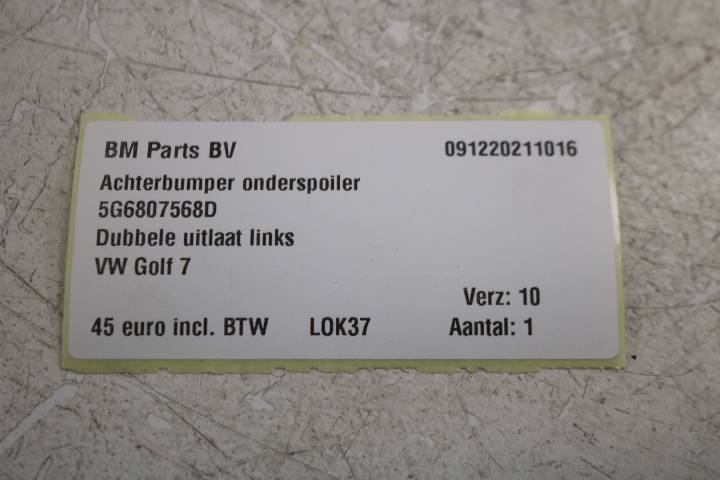 BM Parts BV 091220211016
Achterbumper onderspoiler
5G6807568D
Dubbele uitlaat links
VW Golf 7
Verz: 10
45 euro incl. BTW LOK37 Aantal: 1